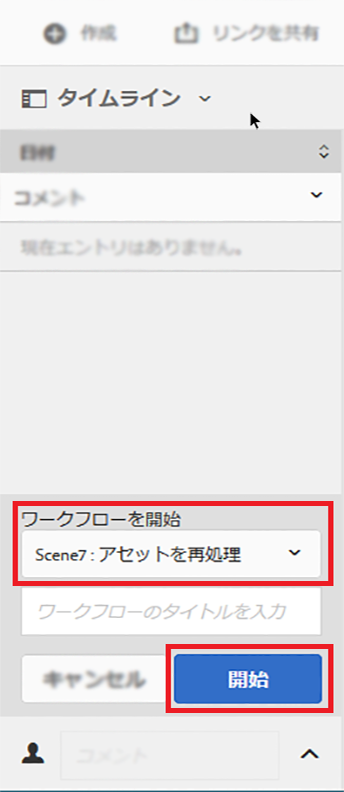 作成 リンクを共有
タイムライン
日付
コメント
現在エントリはありません。
ワークフローを開始
Scene7 : アセットを再処理
ワークフローのタイトルを入力
キャンセル 開始
コメント